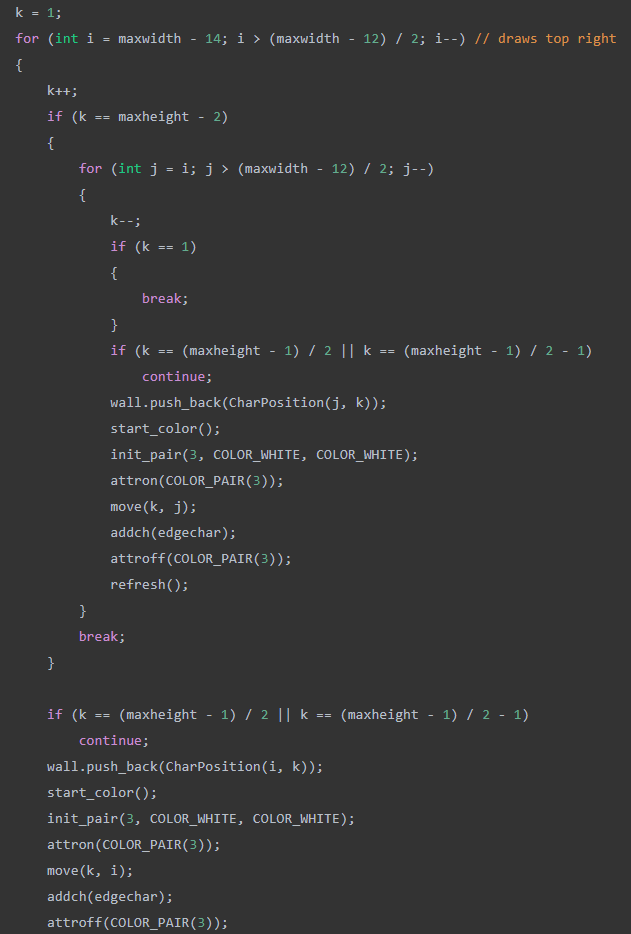 k = 1;
for (int i = maxwidth - 14; i > (maxwidth - 12) / 2; i--) // draws top right
{
    k++;
    if (k == maxheight - 2)
    {
        for (int j = i; j > (maxwidth - 12) / 2; j--)
        {
            k--;
            if (k == 1)
            {
                break;
            }
            if (k == (maxheight - 1) / 2 || k == (maxheight - 1) / 2 - 1)
                continue;
            wall.push_back(CharPosition(j, k));
            start_color();
            init_pair(3, COLOR_WHITE, COLOR_WHITE);
            attron(COLOR_PAIR(3));
            move(k, j);
            addch(edgechar);
            attroff(COLOR_PAIR(3));
            refresh();
        }
        break;
    }

    if (k == (maxheight - 1) / 2 || k == (maxheight - 1) / 2 - 1)
        continue;
    wall.push_back(CharPosition(i, k));
    start_color();
    init_pair(3, COLOR_WHITE, COLOR_WHITE);
    attron(COLOR_PAIR(3));
    move(k, i);
    addch(edgechar);
    attroff(COLOR_PAIR(3));